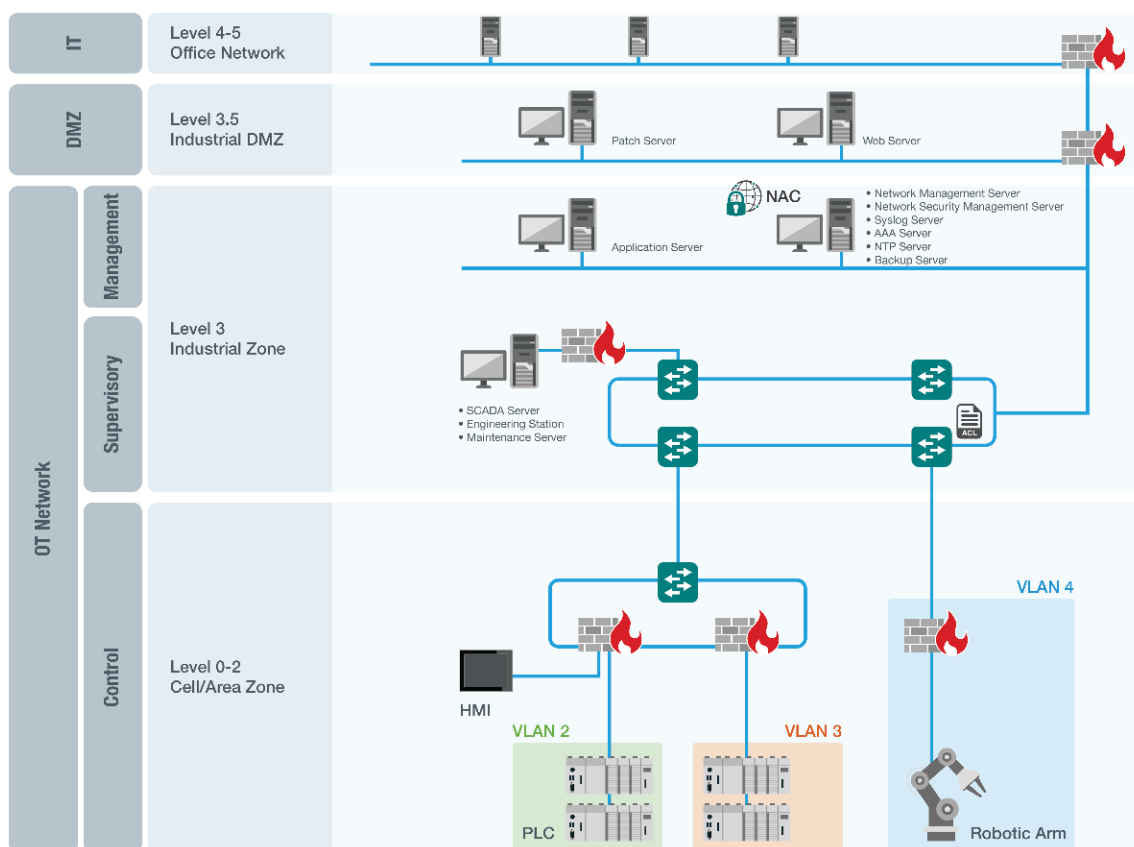 IT
Level 4-5
Office Network
DMZ
Level 3.5
Industrial DMZ
Patch Server
Web Server
OT Network
Management
Supervisory
Control
Level 3
Industrial Zone
NAC
Application Server
• Network Management Server
• Network Security Management Server
• Syslog Server
• AAA Server
• NTP Server
• Backup Server
• SCADA Server
• Engineering Station
• Maintenance Server
ACL
Level 0-2
Cell/Area Zone
HMI
VLAN 2
PLC
VLAN 3
VLAN 4
Robotic Arm